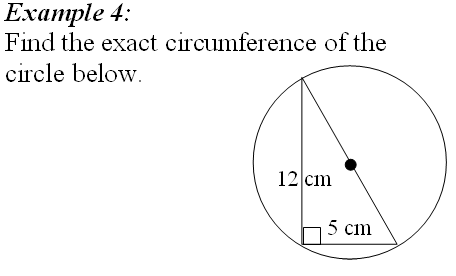 Example 4:
Find the exact circumference of the
circle below.
12 cm
5 cm